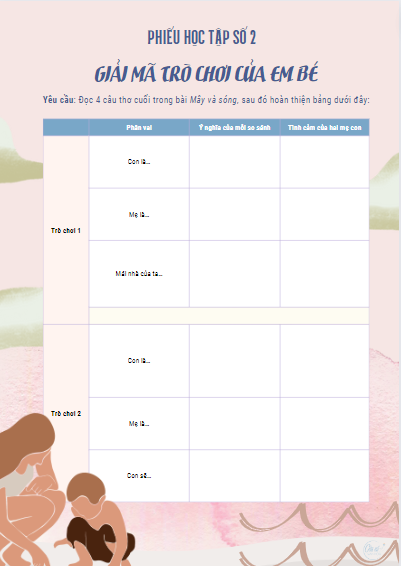 PHIẾU HỌC TẬP SỐ 2
GIẢI MÃ TRÒ CHƠI CỦA EM BÉ
Yêu cầu: Đọc 4 câu thơ cuối trong bài Mây và sóng, sau đó hoàn thiện bảng dưới đây:
Phân vai Ý nghĩa của mỗi so sánh Tình cảm của hai mẹ con
Trò chơi 1
Con là...
Mẹ là...
Mái nhà của ta...
Trò chơi 2
Con là...
Mẹ là...
Con sẽ...